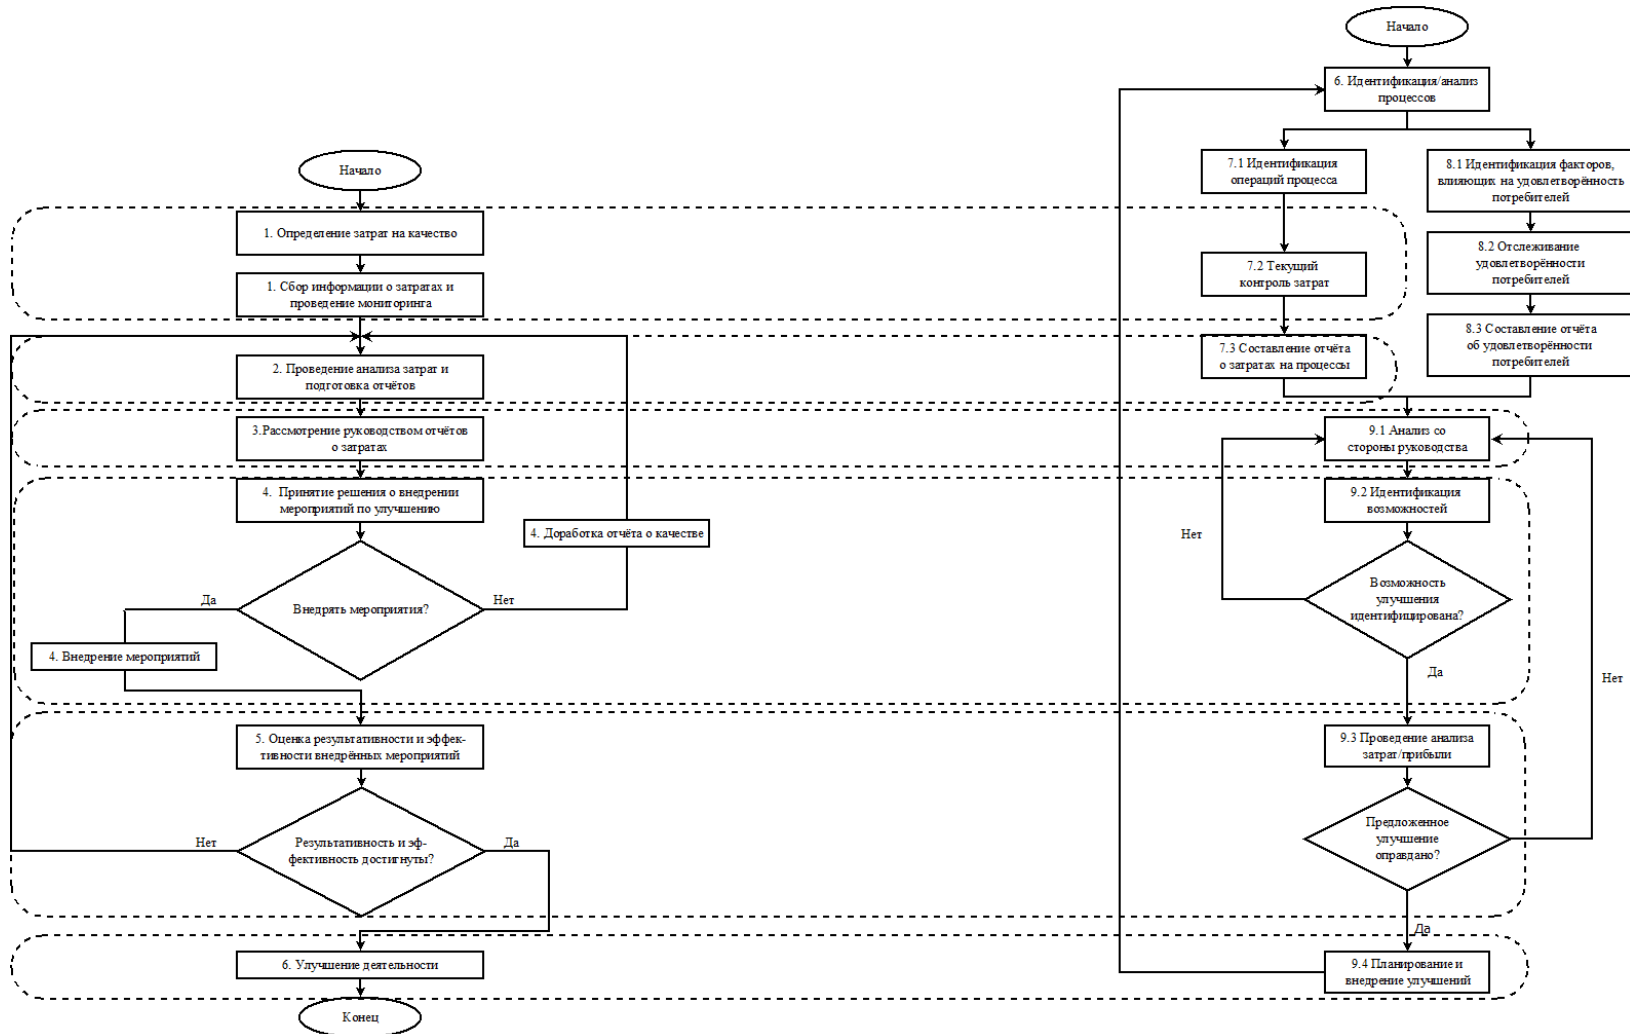 Начало
1. Определение затрат на качество
1. Сбор информации о затратах и
проведение мониторинга
2. Проведение анализа затрат и
подготовка отчётов
3.Рассмотрение руководством отчётов
о затратах
4. Принятие решения о внедрении
мероприятий по улучшению
4. Доработка отчёта о качестве
Внедрять мероприятия?
Да
Нет
4. Внедрение мероприятий
5. Оценка результативности и эффек-
тивности внедрённых мероприятий
Результативность и эф-
фективность достигнуты?
Нет
Да
6. Улучшение деятельности
Конец
Начало
6. Идентификация/анализ
процессов
7.1 Идентификация
операций процесса
7.2 Текущий
контроль затрат
7.3 Составление отчёта
о затратах на процессы
8.1 Идентификация факторов,
влияющих на удовлетворённость
потребителей
8.2 Отслеживание
удовлетворённости
потребителей
8.3 Составление отчёта
об удовлетворённости
потребителей
9.1 Анализ со
стороны руководства
9.2 Идентификация
возможностей
Нет
Возможность
улучшения
идентифицирована?
Да
Нет
9.3 Проведение анализа
затрат/прибыли
Предложенное
улучшение
оправдано?
Да
9.4 Планирование и
внедрение улучшений